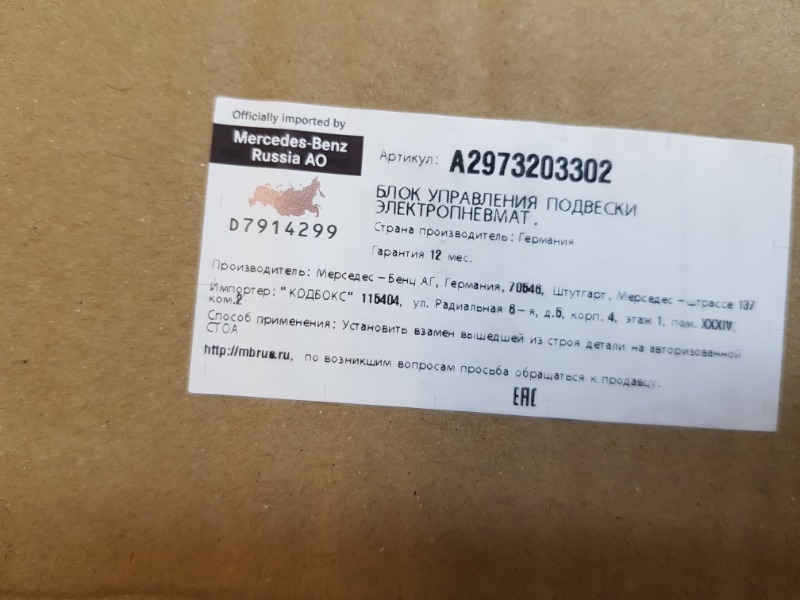 Officially imported by
Mercedes-Benz
Russia AO
D7914299
Артикул: A2973203302
БЛОК УПРАВЛЕНИЯ ПОДВЕСКИ
ЭЛЕКТРОПНЕВМАТ.
Страна производитель: Германия
Гарантия 12 мес.
Производитель: Мерседес-Бенц АГ, Германия, 70546, Штутгарт, Мерседес-штрассе 137
Импортер: "КОДБОКС" 115404, ул. Радиальная 6-я, д.5, корп. 4, этаж 1, пом. XXXIV,
ком.2
Способ применения: Установить взамен вышедшей из строя детали на авторизованной
СТОА
http://mbrus.ru, по возникшим вопросам просьба обращаться к продавцу.
EAC